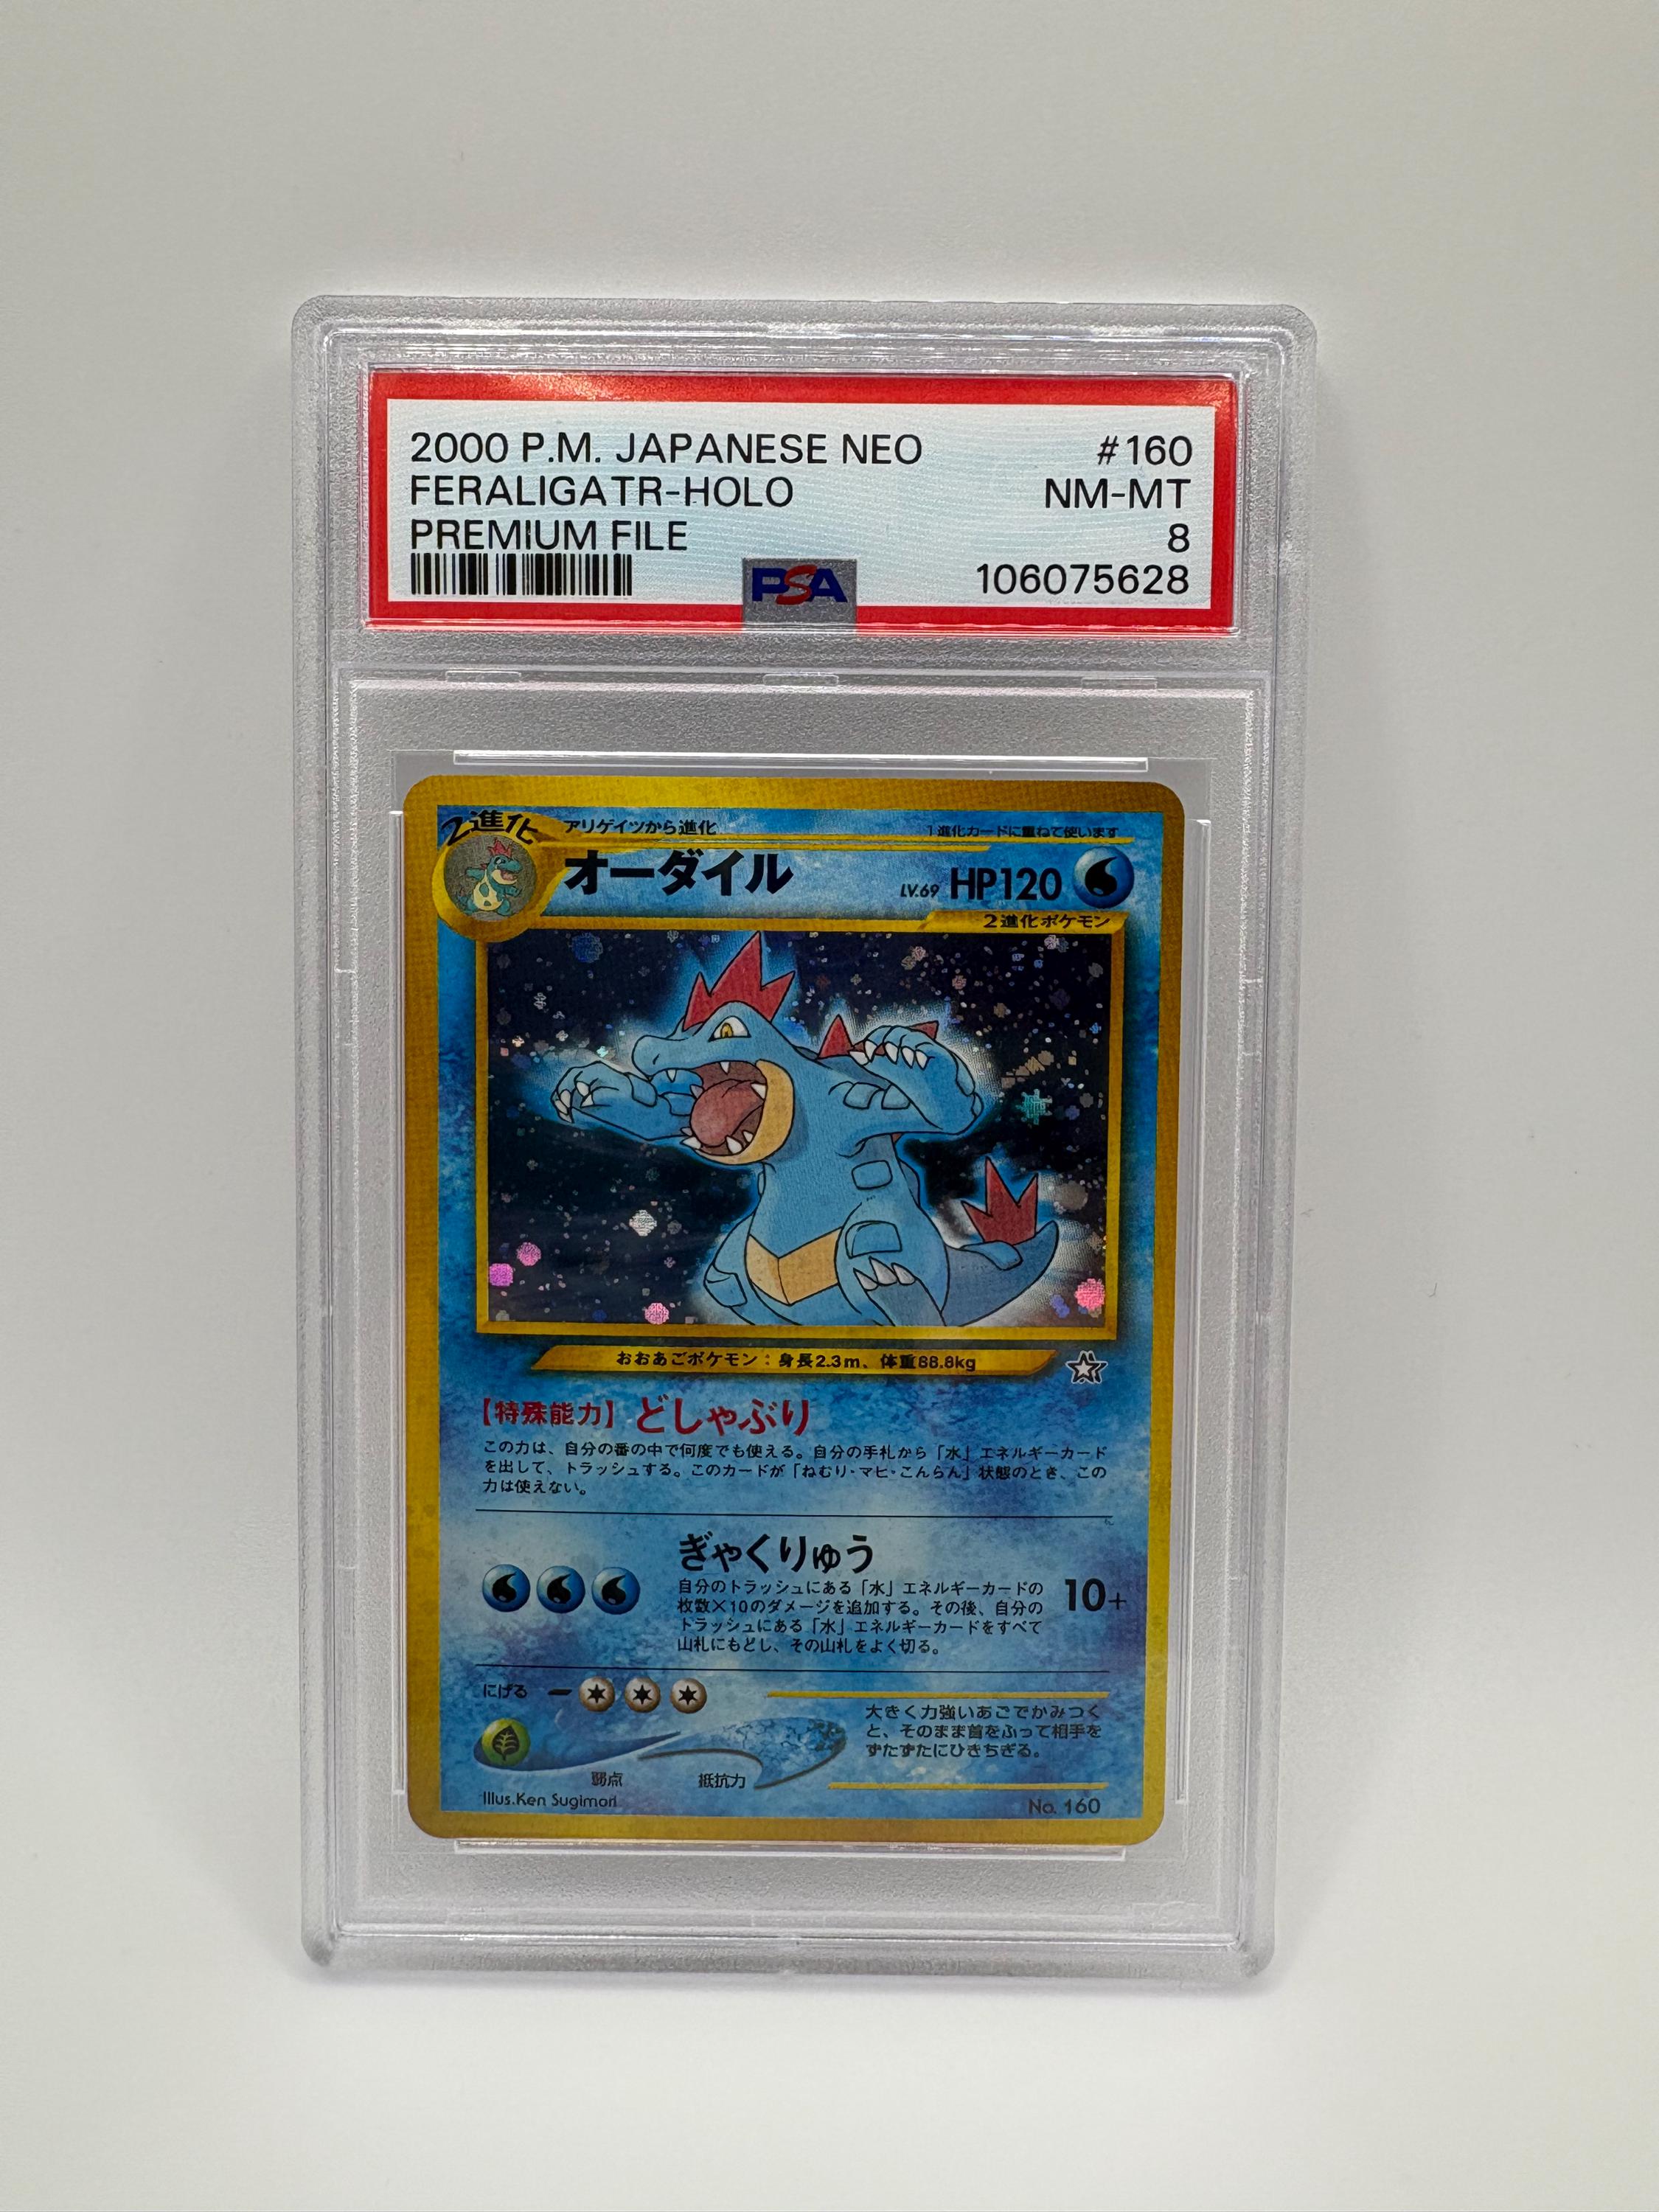 2000 P.M. JAPANESE NEO #160
FERALIGATR-HOLO NM-MT
PREMIUM FILE 8
PSA 106075628
2進化 アリゲイツから進化 1進化カードに重ねて使います
オーダイル LV.69 HP120
2進化ポケモン
おおあごポケモン:身長2.3m、体重88.8kg
【特殊能力】どしゃぶり
この力は、自分の番の中で何度でも使える。自分の手札から「水」エネルギーカード
を出して、トラッシュする。このカードが「ねむり・マヒ・こんらん」状態のとき、この
力は使えない。
ぎゃくりゅう
自分のトラッシュにある「水」エネルギーカードの
枚数×10のダメージを追加する。その後、自分の
トラッシュにある「水」エネルギーカードをすべて
山札にもどし、その山札をよく切る。
10+
にげる
大きく力強いあごでかみつく
と、そのまま首をふって相手を
ずたずたにひきちぎる。
弱点 抵抗力
Illus.Ken Sugimori No. 160